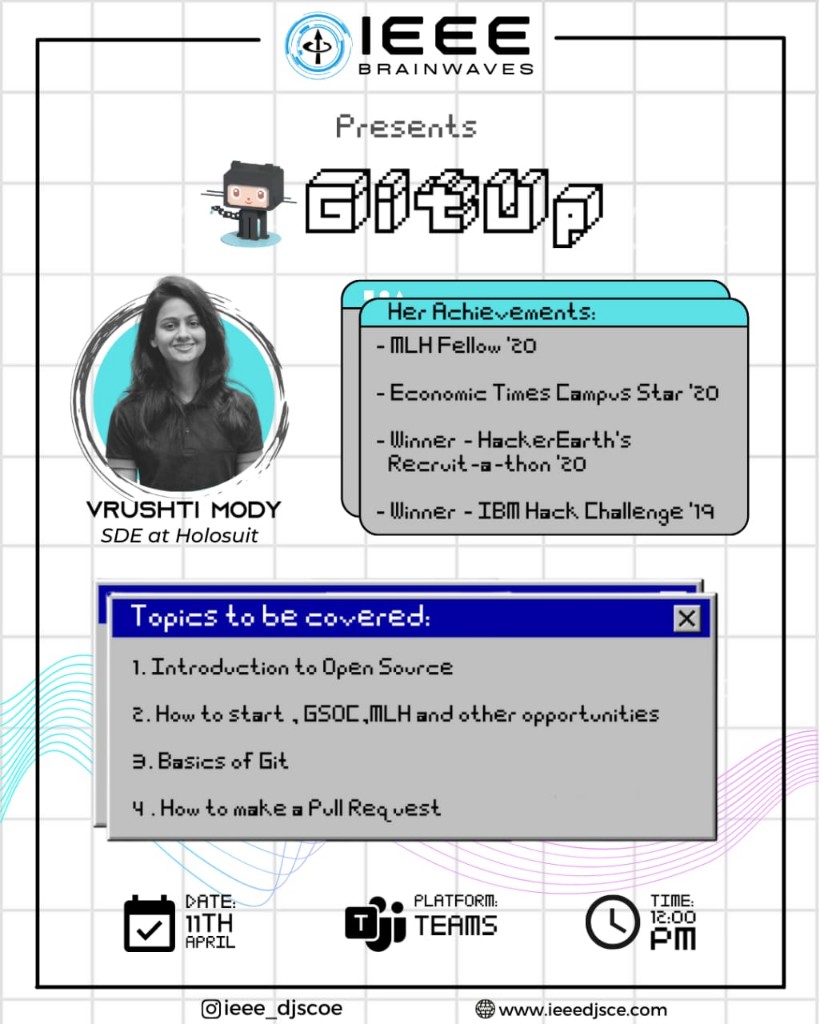 IEEE
BRAINWAVES
Presents
GitUp
Her Achievements:
- MLH Fellow '20
- Economic Times Campus Star '20
- Winner - HackerEarth's
Recruit-a-thon '20
- Winner - IBM Hack Challenge '19
VRUSHTI MODY
SDE at Holosuit
Topics to be covered:
1. Introduction to Open Source
2. How to start , GSOC,MLH and other opportunities
3. Basics of Git
4 . How to make a Pull Request
DATE:
11TH
APRIL
PLATFORM:
T
TEAMS
TIME:
12:00
PM
ieee_djscoe
www.ieeedjsce.com